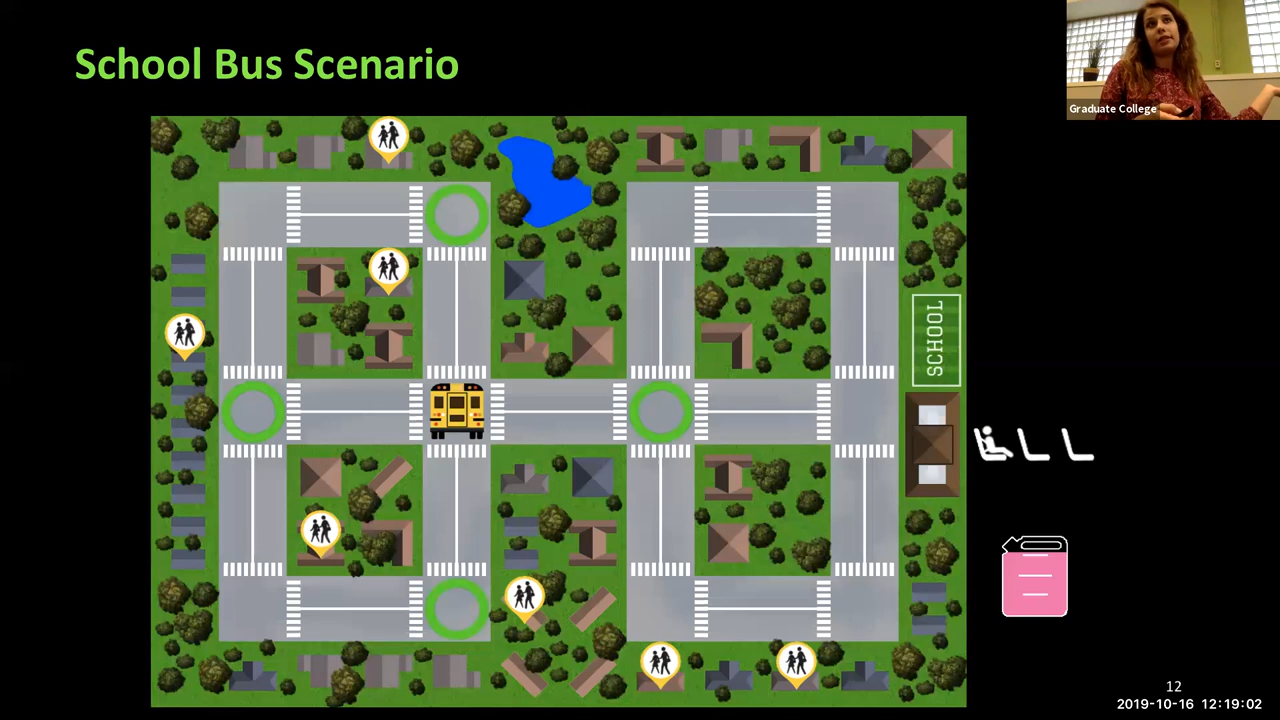 School Bus Scenario
Graduate College
SCHOOL
12
2019-10-16 12:19:02